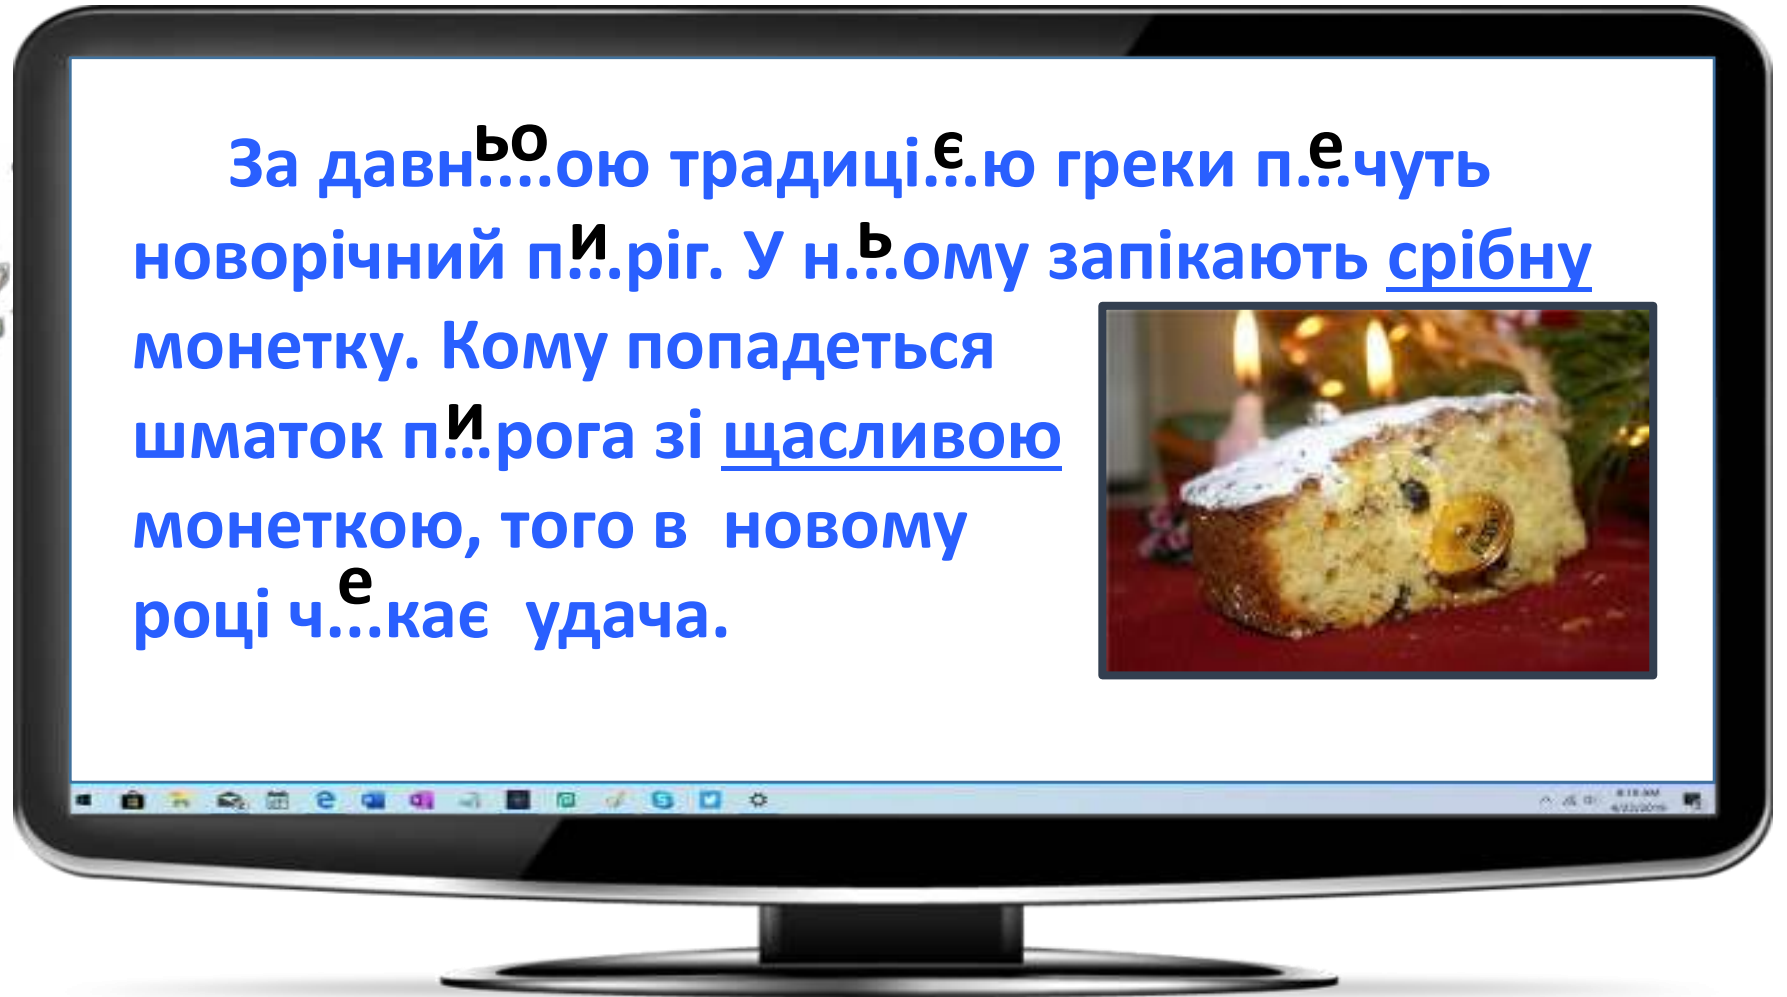 За давн..ьо..ою традиці.є.ю греки п.е.чуть
новорічний п.и.ріг. У н.ь.ому запікають срібну
монетку. Кому попадеться
шматок п.и.рога зі щасливою
монеткою, того в новому
році ч.е.кає удача.